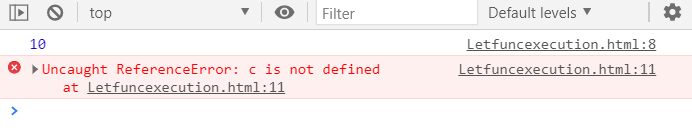 top Filter Default levels
10 Letfuncexecution.html:8
Uncaught ReferenceError: c is not defined Letfuncexecution.html:11
at Letfuncexecution.html:11